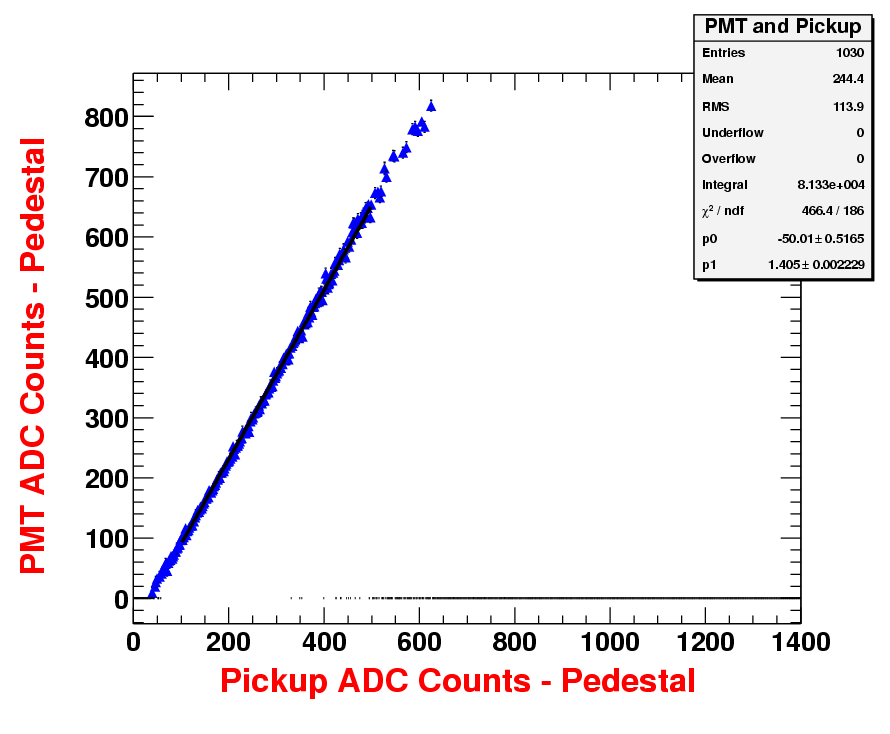 PMT and Pickup
Entries 1030
Mean 244.4
RMS 113.9
Underflow 0
Overflow 0
Integral 8.133e+004
χ² / ndf 466.4 / 186
p0 -50.01± 0.5165
p1 1.405± 0.002229
PMT ADC Counts - Pedestal
800
700
600
500
400
300
200
100
0
0 200 400 600 800 1000 1200 1400
Pickup ADC Counts - Pedestal